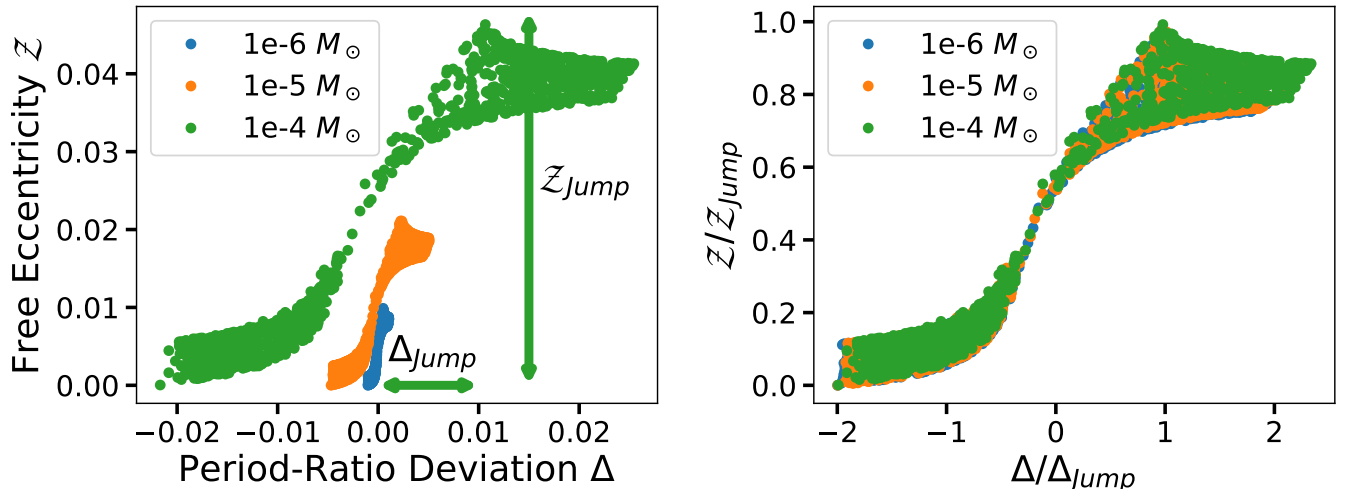 Free Eccentricity 𝒵
0.04
0.03
0.02
0.01
0.00
1e-6 M⊙
1e-5 M⊙
1e-4 M⊙
𝒵Jump
ΔJump
−0.02 −0.01 0.00 0.01 0.02
Period-Ratio Deviation Δ
𝒵/𝒵Jump
1.0
0.8
0.6
0.4
0.2
0.0
1e-6 M⊙
1e-5 M⊙
1e-4 M⊙
−2 −1 0 1 2
Δ/ΔJump